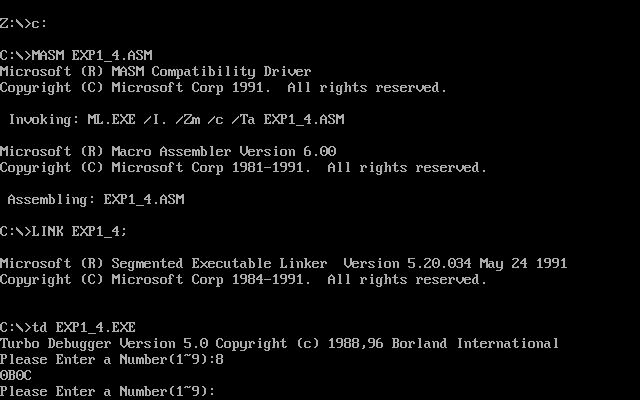 Z:\>c:
C:\>MASM EXP1_4.ASM
Microsoft (R) MASM Compatibility Driver
Copyright (C) Microsoft Corp 1991.  All rights reserved.
 Invoking: ML.EXE /I. /Zm /c /Ta EXP1_4.ASM
Microsoft (R) Macro Assembler Version 6.00
Copyright (C) Microsoft Corp 1981-1991.  All rights reserved.
 Assembling: EXP1_4.ASM
C:\>LINK EXP1_4;
Microsoft (R) Segmented Executable Linker  Version 5.20.034 May 24 1991
Copyright (C) Microsoft Corp 1984-1991.  All rights reserved.
C:\>td EXP1_4.EXE
Turbo Debugger Version 5.0 Copyright (c) 1988,96 Borland International
Please Enter a Number(1~9):8
0B0C
Please Enter a Number(1~9):